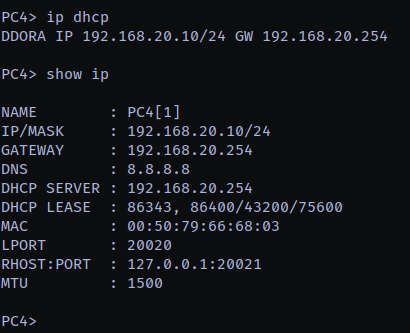 PC4> ip dhcp
DDORA IP 192.168.20.10/24 GW 192.168.20.254
PC4> show ip
NAME        : PC4[1]
IP/MASK     : 192.168.20.10/24
GATEWAY     : 192.168.20.254
DNS         : 8.8.8.8
DHCP SERVER : 192.168.20.254
DHCP LEASE  : 86343, 86400/43200/75600
MAC         : 00:50:79:66:68:03
LPORT       : 20020
RHOST:PORT  : 127.0.0.1:20021
MTU         : 1500
PC4>